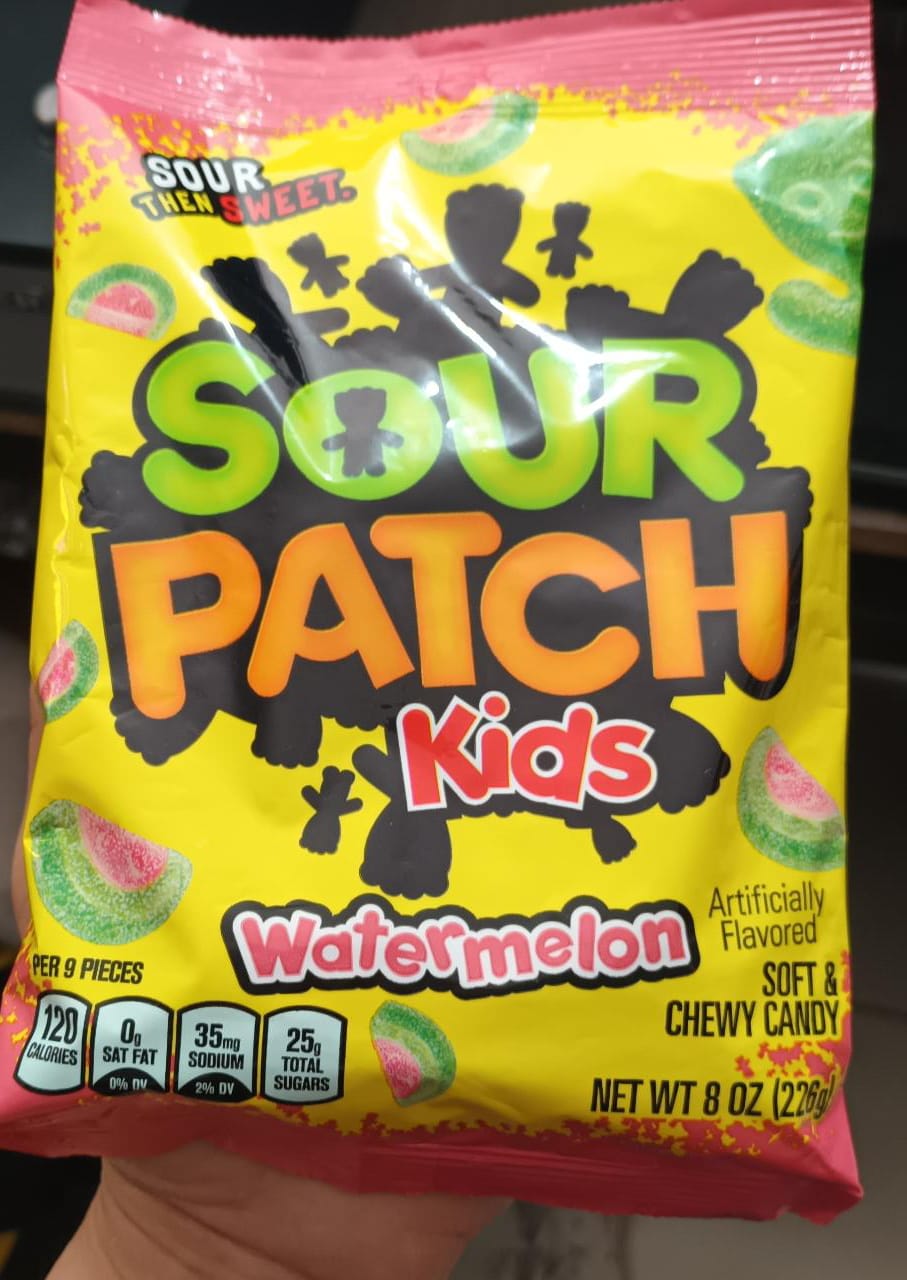 SOUR
THEN SWEET.
SOUR
PATCH
Kids
Watermelon
Artificially
Flavored
SOFT &
CHEWY CANDY
PER 9 PIECES
120
CALORIES
0g
SAT FAT
0% DV
35mg
SODIUM
2% DV
25g
TOTAL
SUGARS
NET WT 8 OZ (226g)